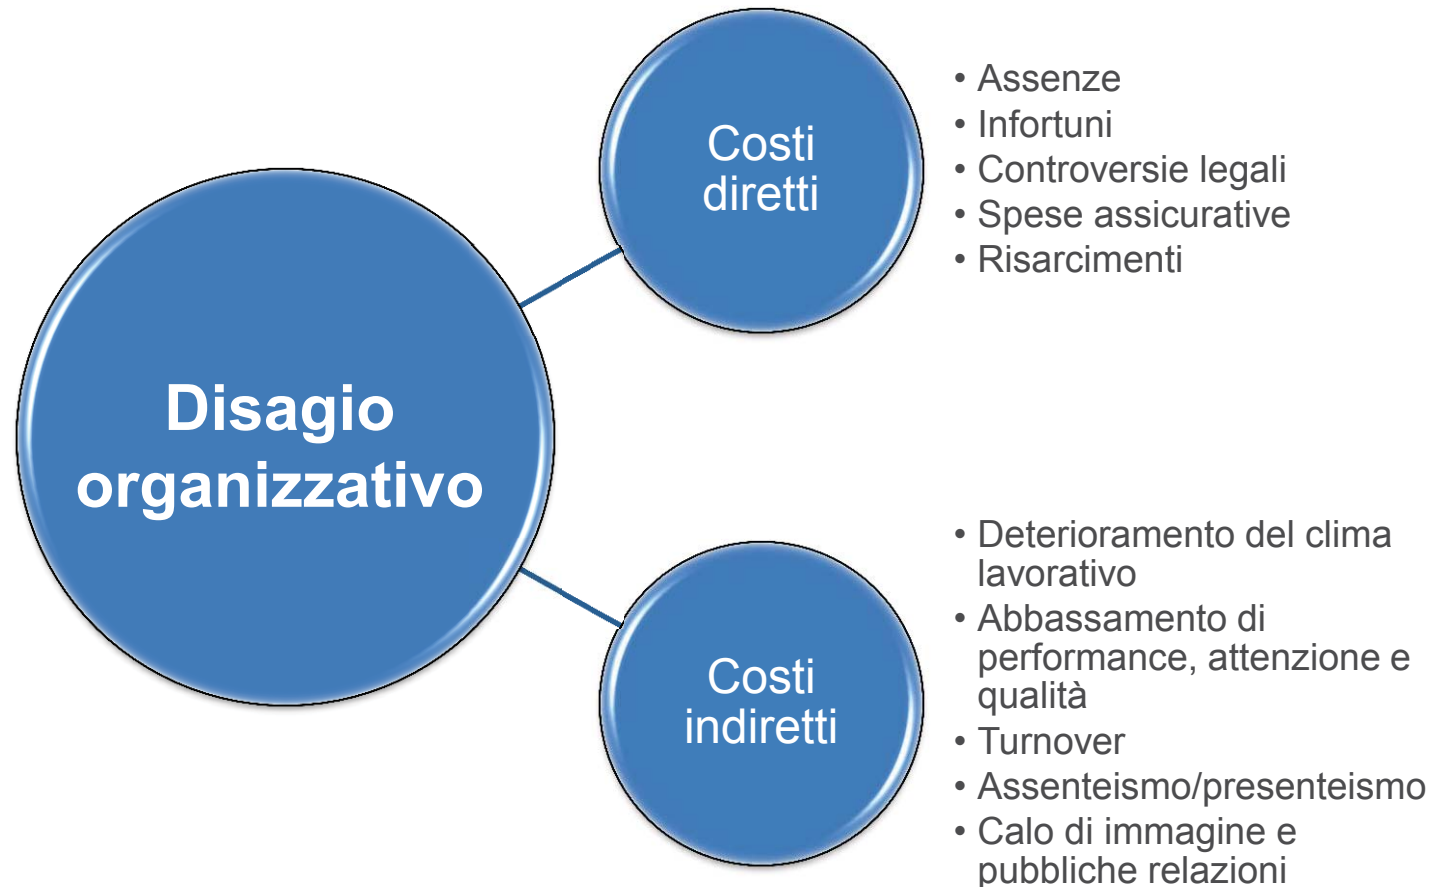 Disagio
organizzativo
Costi
diretti
• Assenze
• Infortuni
• Controversie legali
• Spese assicurative
• Risarcimenti
Costi
indiretti
• Deterioramento del clima
lavorativo
• Abbassamento di
performance, attenzione e
qualità
• Turnover
• Assenteismo/presenteismo
• Calo di immagine e
pubbliche relazioni